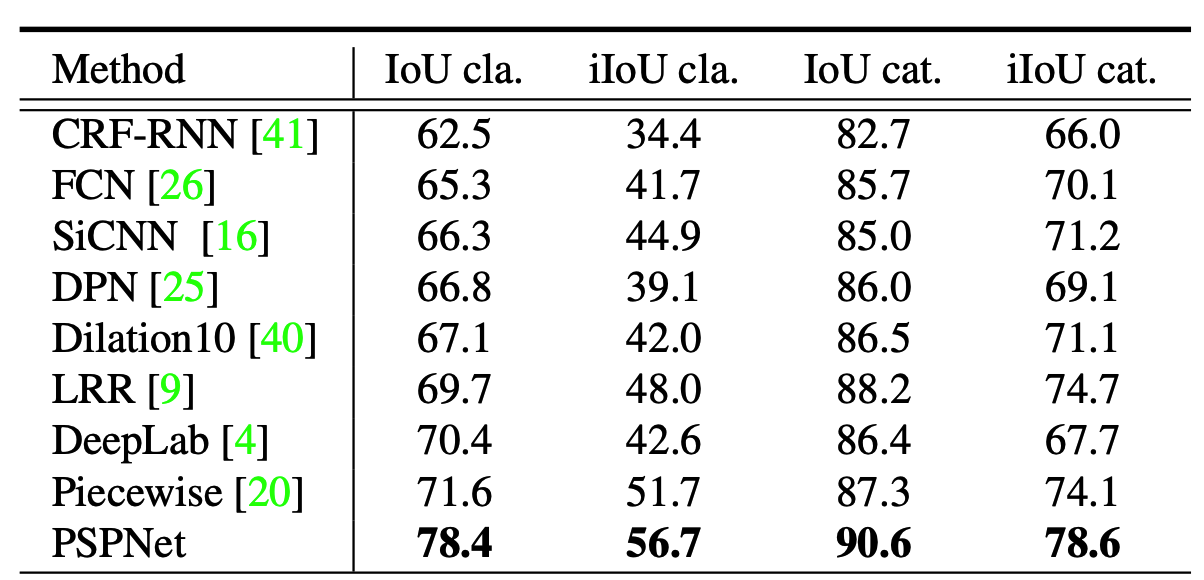 Method IoU cla. iIoU cla. IoU cat. iIoU cat.
CRF-RNN [41] 62.5 34.4 82.7 66.0
FCN [26] 65.3 41.7 85.7 70.1
SiCNN [16] 66.3 44.9 85.0 71.2
DPN [25] 66.8 39.1 86.0 69.1
Dilation10 [40] 67.1 42.0 86.5 71.1
LRR [9] 69.7 48.0 88.2 74.7
DeepLab [4] 70.4 42.6 86.4 67.7
Piecewise [20] 71.6 51.7 87.3 74.1
PSPNet 78.4 56.7 90.6 78.6